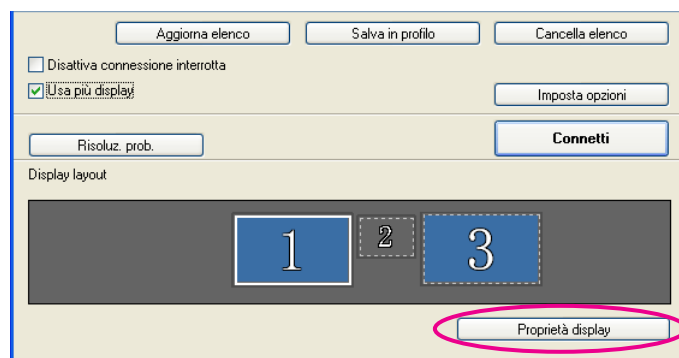 Aggiorna elenco Salva in profilo Cancella elenco
Disattiva connessione interrotta
Usa più display
Imposta opzioni
Risoluz. prob. Connetti
Display layout
1 2 3
Proprietà display